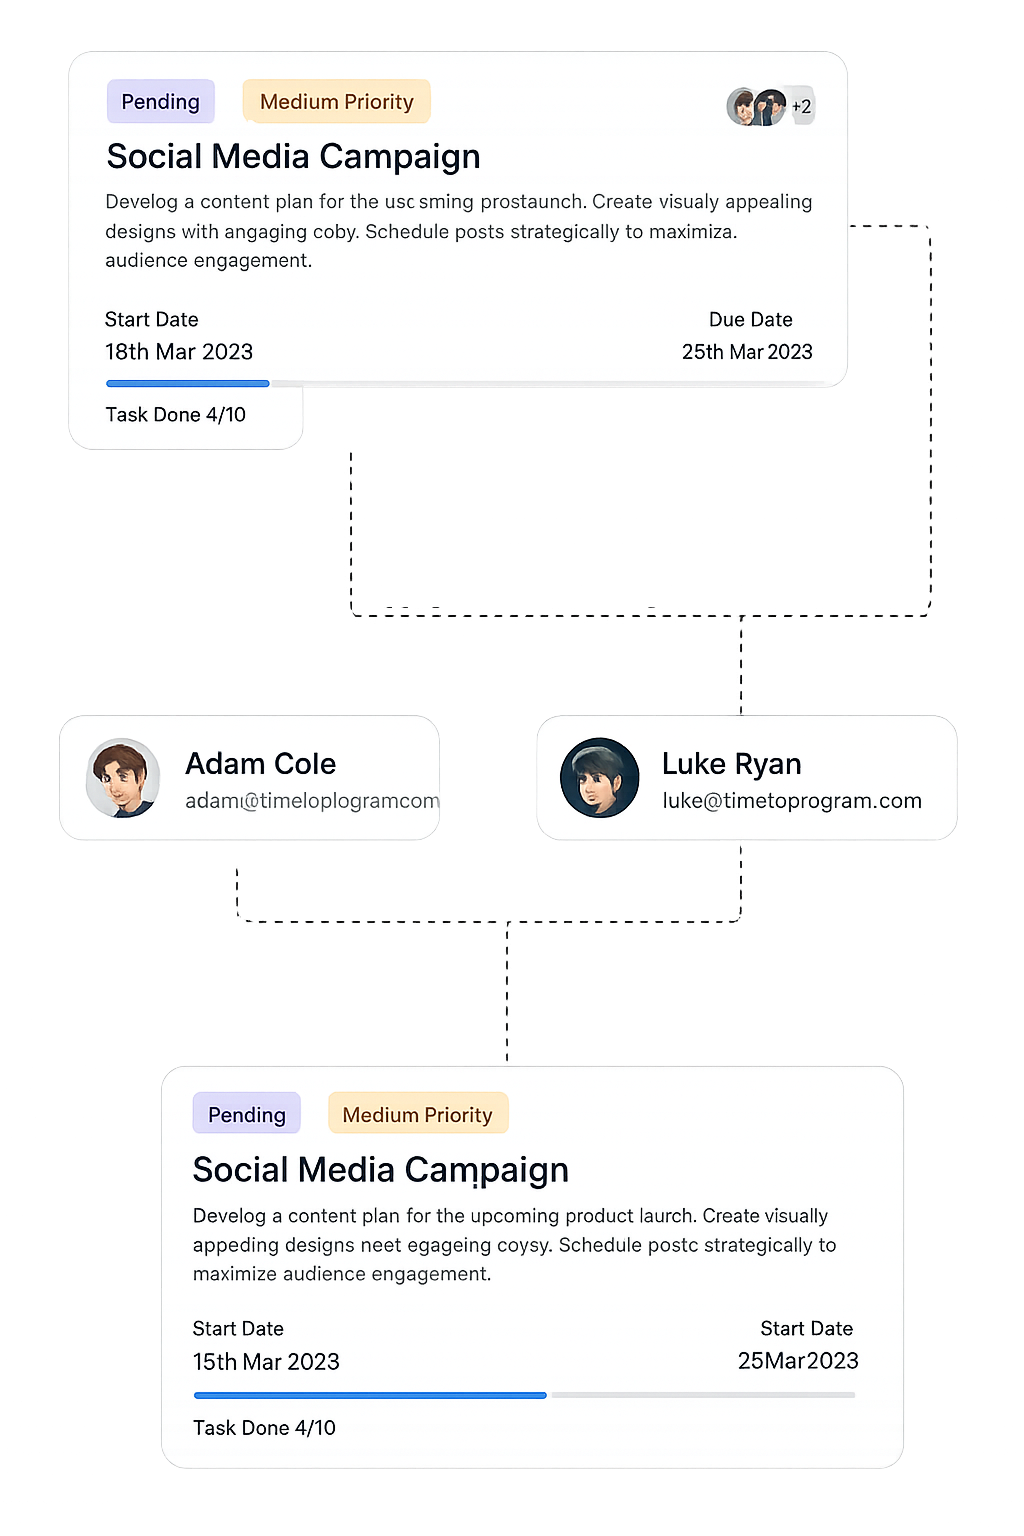 Pending
Medium Priority
+2
Social Media Campaign
Develog a content plan for the usc sming prostaunch. Create visualy appealing
designs with angaging coby. Schedule posts strategically to maximiza.
audience engagement.
Start Date
Due Date
18th Mar 2023
25th Mar 2023
Task Done 4/10
Adam Cole
adamı@timeloplogramcom
Luke Ryan
luke@timetoprogram.com
Pending
Medium Priority
Social Media Campaign
Develog a content plan for the upcoming product laurch. Create visually
appeding designs neet egageing coysy. Schedule postc strategically to
maximize audience engagement.
Start Date
Start Date
15th Mar 2023
25Mar2023
Task Done 4/10